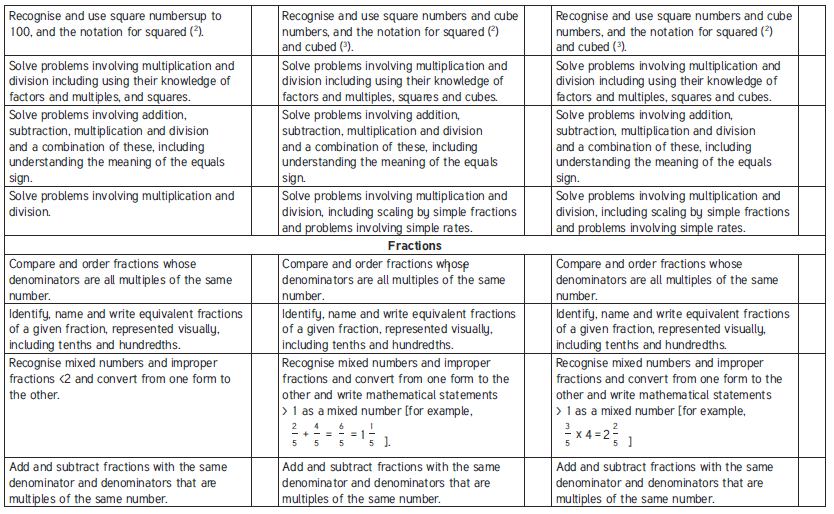 Recognise and use square numbersup to
100, and the notation for squared (²).
Recognise and use square numbers and cube
numbers, and the notation for squared (²)
and cubed (³).
Recognise and use square numbers and cube
numbers, and the notation for squared (²)
and cubed (³).
Solve problems involving multiplication and
division including using their knowledge of
factors and multiples, and squares.
Solve problems involving multiplication and
division including using their knowledge of
factors and multiples, squares and cubes.
Solve problems involving multiplication and
division including using their knowledge of
factors and multiples, squares and cubes.
Solve problems involving addition,
subtraction, multiplication and division
and a combination of these, including
understanding the meaning of the equals
sign.
Solve problems involving addition,
subtraction, multiplication and division
and a combination of these, including
understanding the meaning of the equals
sign.
Solve problems involving addition,
subtraction, multiplication and division
and a combination of these, including
understanding the meaning of the equals
sign.
Solve problems involving multiplication and
division.
Solve problems involving multiplication and
division, including scaling by simple fractions
and problems involving simple rates.
Solve problems involving multiplication and
division, including scaling by simple fractions
and problems involving simple rates.
Fractions
Compare and order fractions whose
denominators are all multiples of the same
number.
Compare and order fractions whose
denominators are all multiples of the same
number.
Compare and order fractions whose
denominators are all multiples of the same
number.
Identify, name and write equivalent fractions
of a given fraction, represented visually,
including tenths and hundredths.
Identify, name and write equivalent fractions
of a given fraction, represented visually,
including tenths and hundredths.
Identify, name and write equivalent fractions
of a given fraction, represented visually,
including tenths and hundredths.
Recognise mixed numbers and improper
fractions <2 and convert from one form to
the other.
Recognise mixed numbers and improper
fractions and convert from one form to the
other and write mathematical statements
> 1 as a mixed number [for example,
2/5 + 4/5 = 6/5 = 1 1/5 ].
Recognise mixed numbers and improper
fractions and convert from one form to the
other and write mathematical statements
> 1 as a mixed number [for example,
3/5 x 4 = 2 2/5 ]
Add and subtract fractions with the same
denominator and denominators that are
multiples of the same number.
Add and subtract fractions with the same
denominator and denominators that are
multiples of the same number.
Add and subtract fractions with the same
denominator and denominators that are
multiples of the same number.